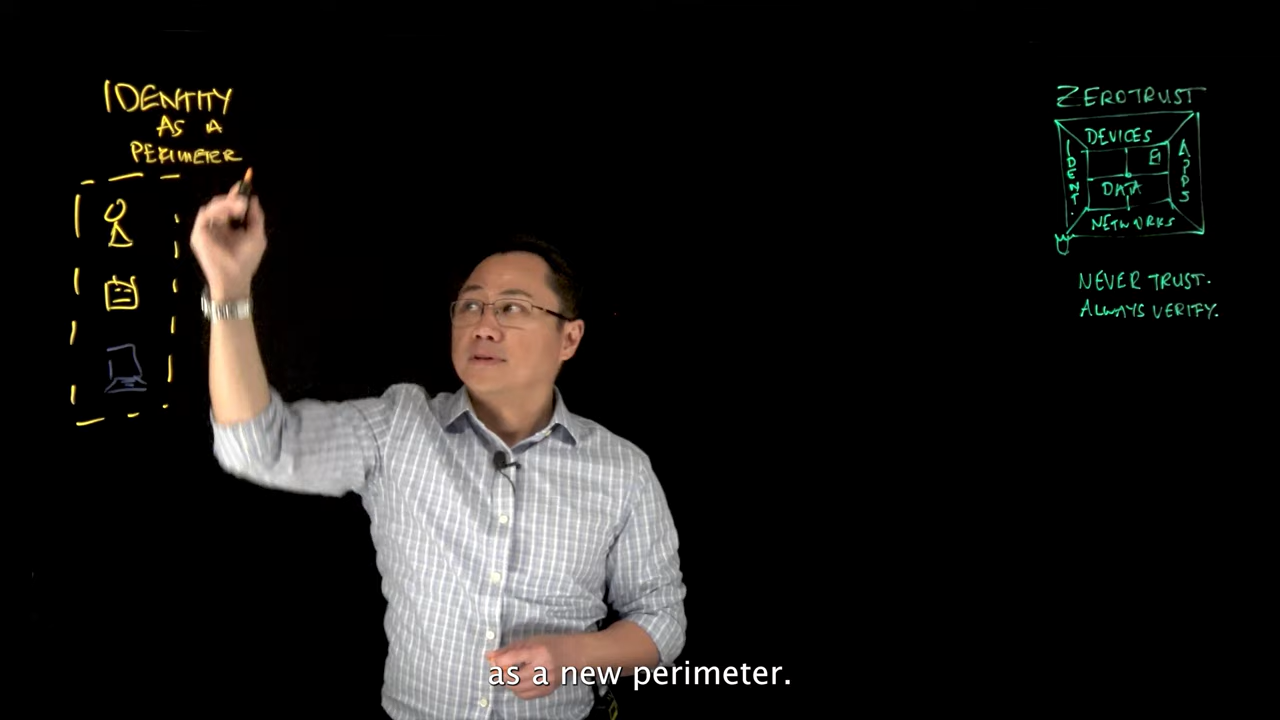 IDENTITY
AS A
PERIMETER
ZEROTRUST
DEVICES
IDENT.
APPS
DATA
NETWORKS
NEVER TRUST.
ALWAYS VERIFY.
as a new perimeter.